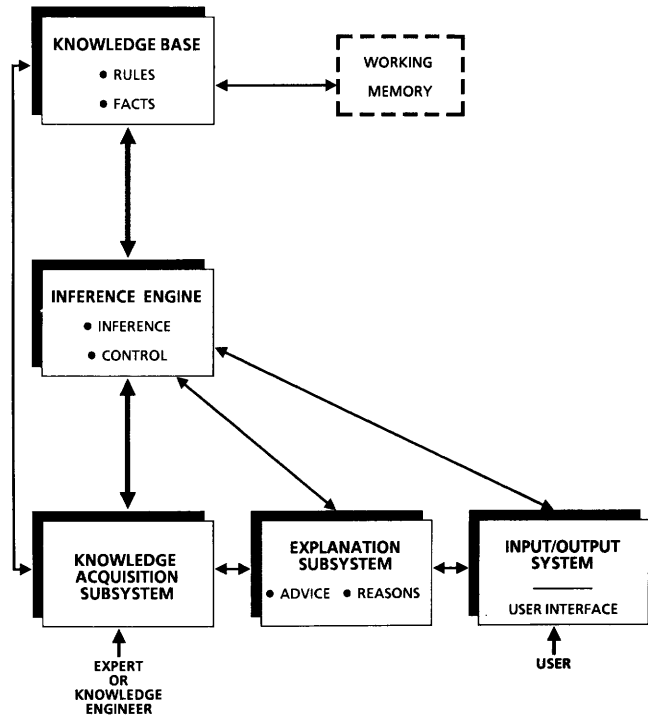 KNOWLEDGE BASE
● RULES
● FACTS
WORKING
MEMORY
INFERENCE ENGINE
● INFERENCE
● CONTROL
KNOWLEDGE
ACQUISITION
SUBSYSTEM
EXPLANATION
SUBSYSTEM
● ADVICE ● REASONS
INPUT/OUTPUT
SYSTEM
USER INTERFACE
EXPERT
OR
KNOWLEDGE
ENGINEER
USER